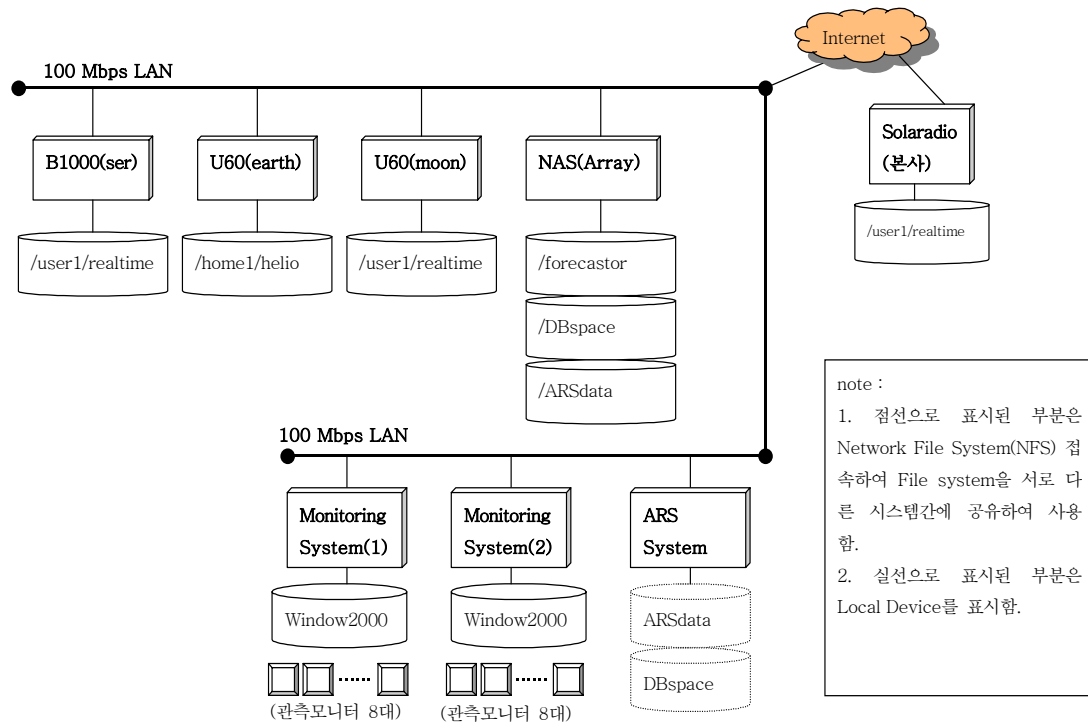 Internet
100 Mbps LAN
B1000(ser)
U60(earth)
U60(moon)
NAS(Array)
Solaradio
(본사)
/user1/realtime
/home1/helio
/user1/realtime
/forecastor
/user1/realtime
/DBspace
/ARSdata
100 Mbps LAN
Monitoring
System(1)
Monitoring
System(2)
ARS
System
Window2000
Window2000
ARSdata
DBspace
(관측모니터 8대)
(관측모니터 8대)
note :
1. 점선으로 표시된 부분은
Network File System(NFS) 접
속하여 File system을 서로 다
른 시스템간에 공유하여 사용
함.
2. 실선으로 표시된 부분은
Local Device를 표시함.